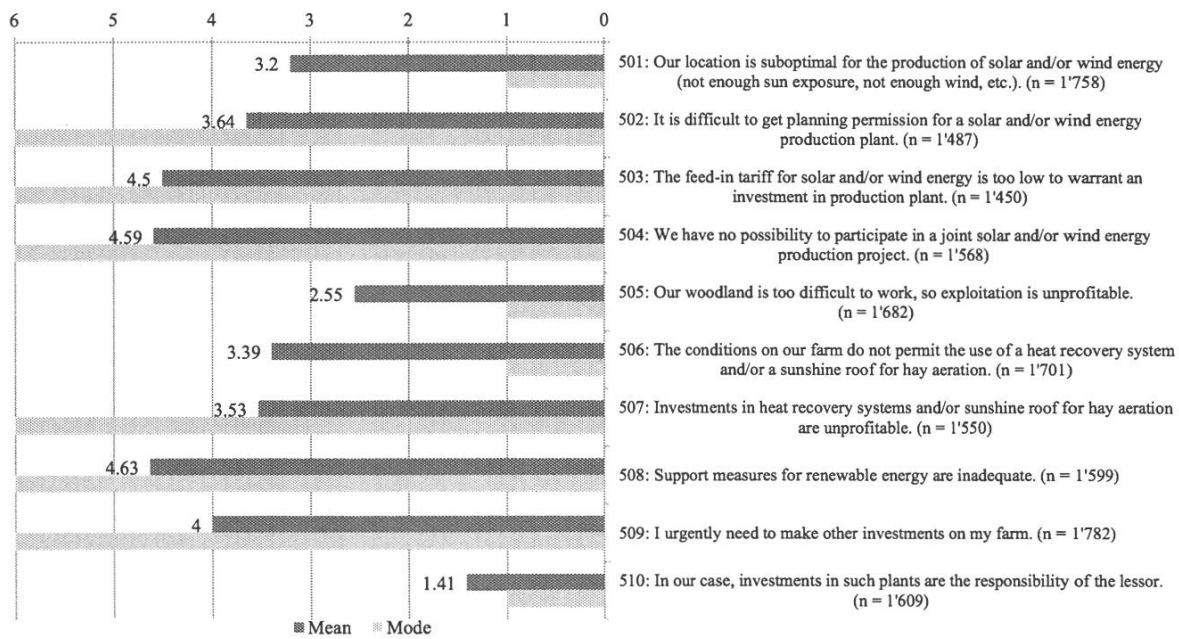 6 5 4 3 2 1 0
3.2
501: Our location is suboptimal for the production of solar and/or wind energy
(not enough sun exposure, not enough wind, etc.). (n = 1'758)
3.64
502: It is difficult to get planning permission for a solar and/or wind energy
production plant. (n = 1'487)
4.5
503: The feed-in tariff for solar and/or wind energy is too low to warrant an
investment in production plant. (n = 1'450)
4.59
504: We have no possibility to participate in a joint solar and/or wind energy
production project. (n = 1'568)
2.55
505: Our woodland is too difficult to work, so exploitation is unprofitable.
(n = 1'682)
3.39
506: The conditions on our farm do not permit the use of a heat recovery system
and/or a sunshine roof for hay aeration. (n = 1'701)
3.53
507: Investments in heat recovery systems and/or sunshine roof for hay aeration
are unprofitable. (n = 1'550)
4.63
508: Support measures for renewable energy are inadequate. (n = 1'599)
4
509: I urgently need to make other investments on my farm. (n = 1'782)
1.41
510: In our case, investments in such plants are the responsibility of the lessor.
(n = 1'609)
Mean Mode